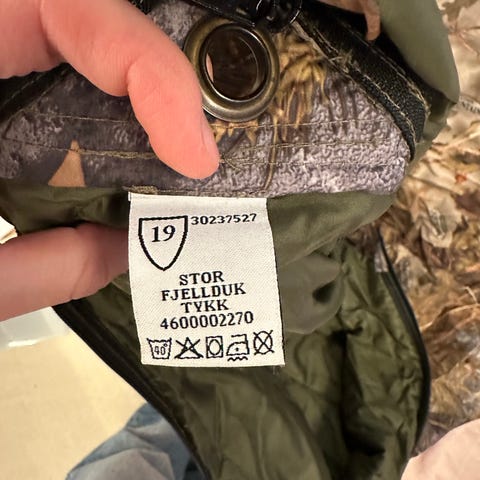 19
30237527
STOR
FJELLDUK
TYKK
4600002270
40°